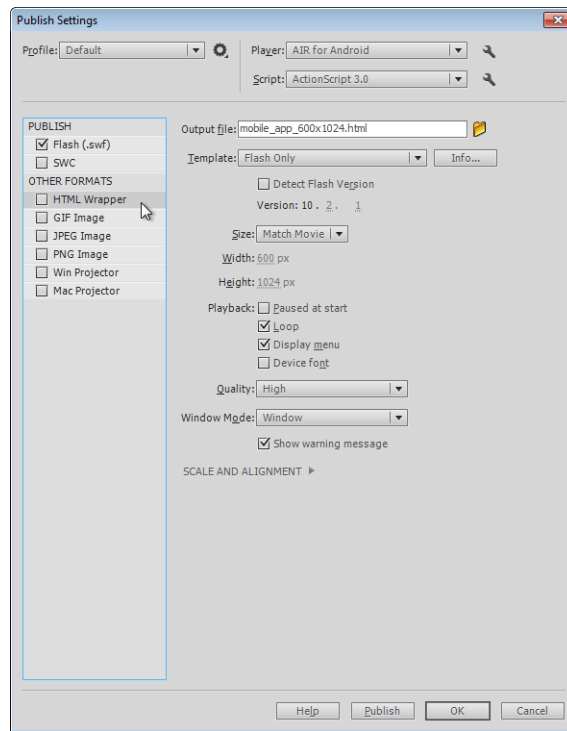 Publish Settings
Profile: Default
Player: AIR for Android
Script: ActionScript 3.0
PUBLISH
Flash (.swf)
SWC
OTHER FORMATS
HTML Wrapper
GIF Image
JPEG Image
PNG Image
Win Projector
Mac Projector
Output file: mobile_app_600x1024.html
Template: Flash Only Info...
Detect Flash Version
Version: 10 . 2 . 1
Size: Match Movie
Width: 600 px
Height: 1024 px
Playback: Paused at start
Loop
Display menu
Device font
Quality: High
Window Mode: Window
Show warning message
SCALE AND ALIGNMENT
Help Publish OK Cancel